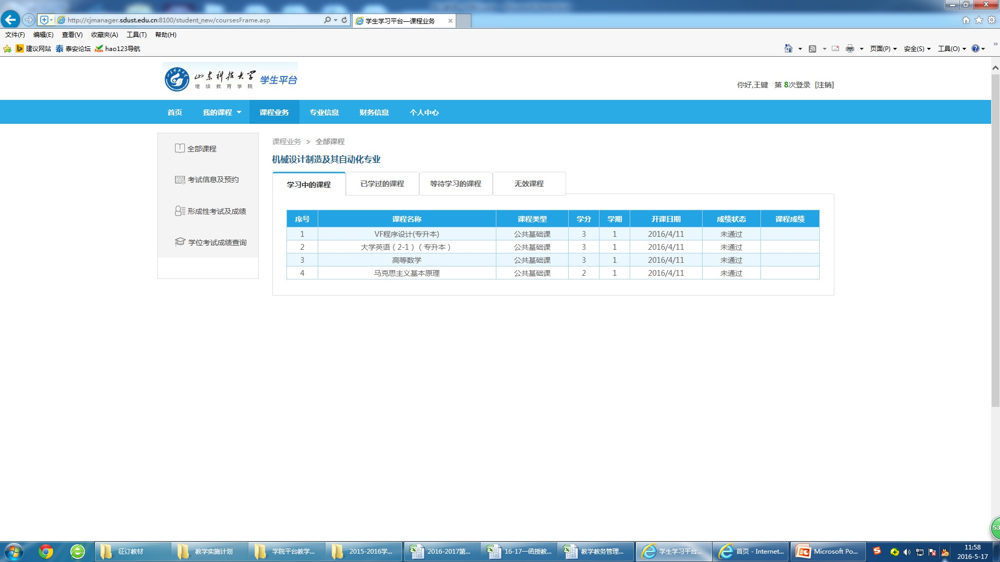 http://cjmanager.sdust.edu.cn:8100/student_new/coursesFrame.asp
学生学习平台—课程业务
文件(F) 编辑(E) 查看(V) 收藏夹(A) 工具(T) 帮助(H)
建议网站 泰安论坛 hao123导航
页面(P) 安全(S) 工具(O)
山东科技大学
继续教育学院
学生平台
你好,王键 第 8次登录 [注销]
首页 我的课程 课程业务 专业信息 财务信息 个人中心
全部课程
考试信息及预约
形成性考试及成绩
学位考试成绩查询
课程业务 > 全部课程
机械设计制造及其自动化专业
学习中的课程 已学过的课程 等待学习的课程 无效课程
序号 课程名称 课程类型 学分 学期 开课日期 成绩状态 课程成绩
1 VF程序设计(专升本) 公共基础课 3 1 2016/4/11 未通过
2 大学英语（2-1）（专升本） 公共基础课 3 1 2016/4/11 未通过
3 高等数学 公共基础课 3 1 2016/4/11 未通过
4 马克思主义基本原理 公共基础课 2 1 2016/4/11 未通过
53
征订教材 教学实施计划 学院平台教学... 2015-2016学... 2016-2017第... 16-17一函授教... 教学教务管理... 学生学习平台... 首页 - Internet... Microsoft Po...
11:58
2016-5-17